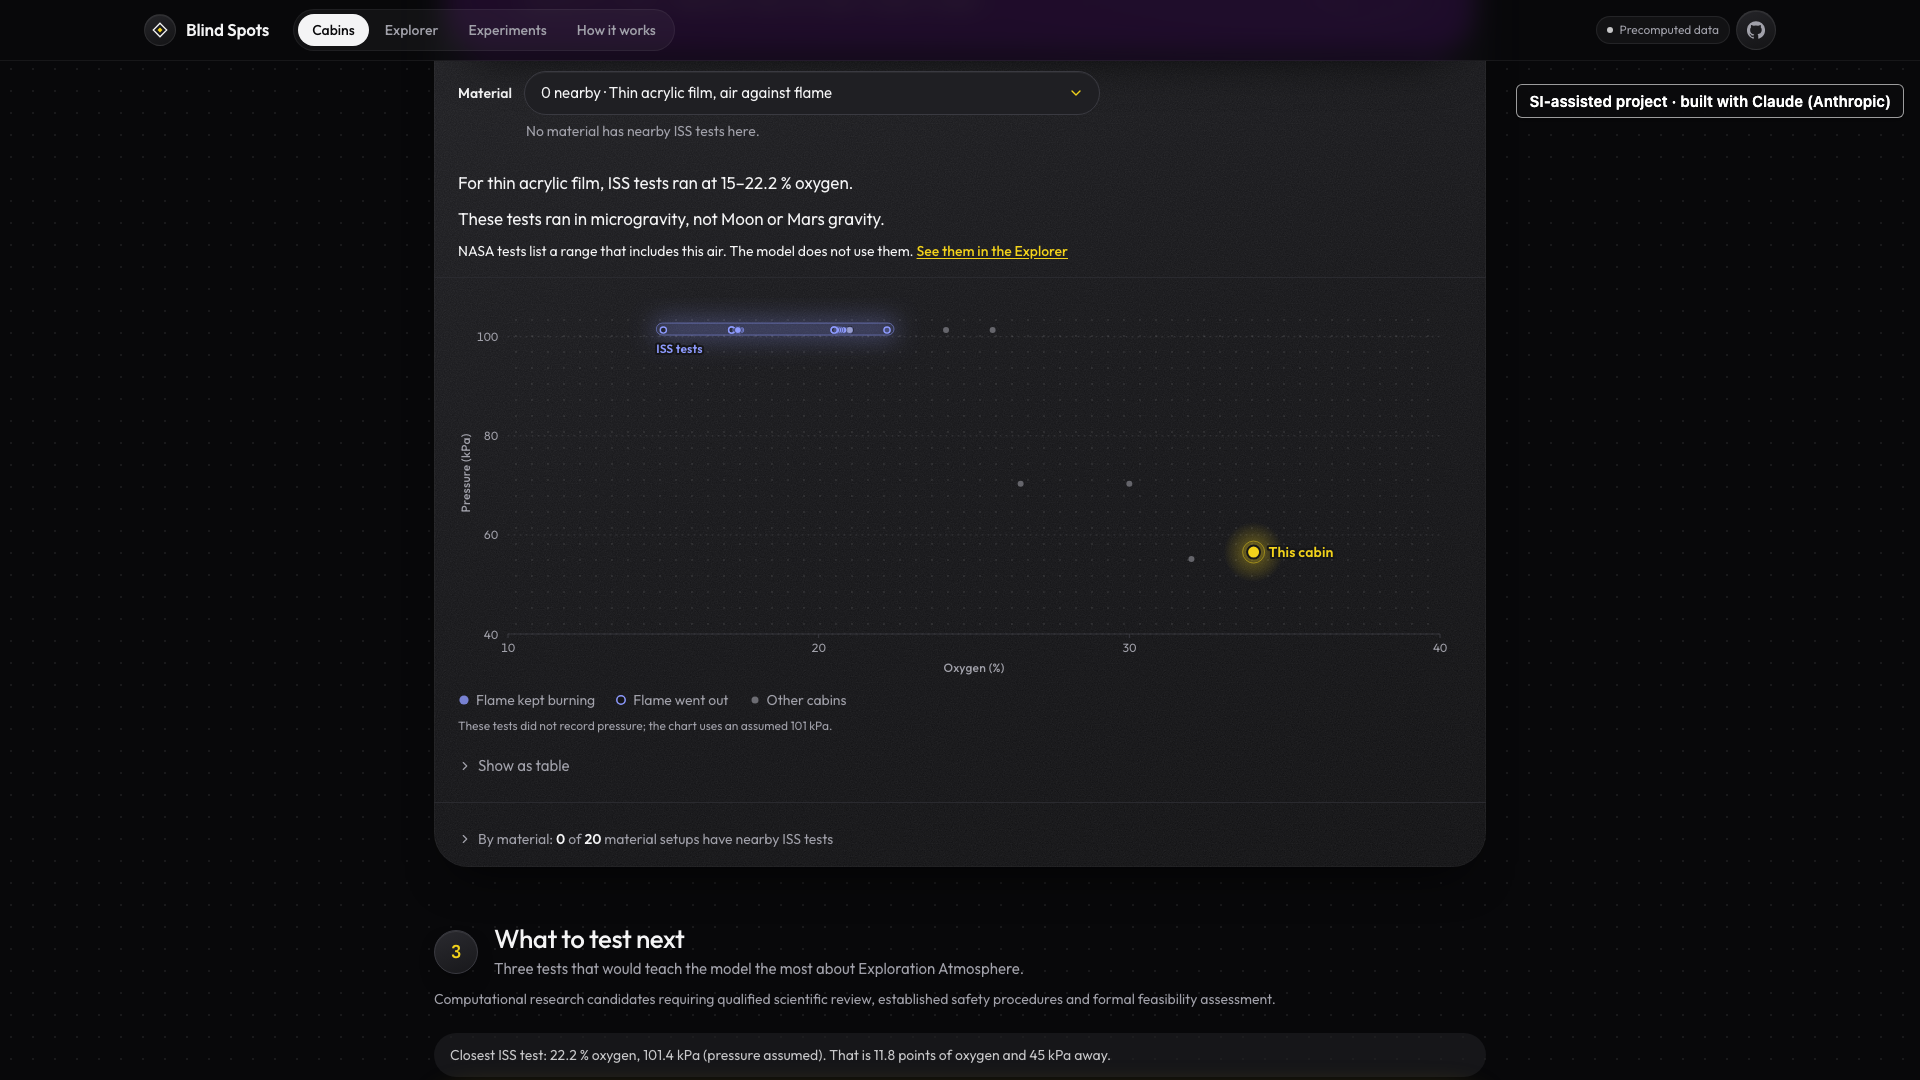 Blind Spots
Cabins
Explorer
Experiments
How it works
Precomputed data
SI-assisted project · built with Claude (Anthropic)
Material
0 nearby · Thin acrylic film, air against flame
No material has nearby ISS tests here.
For thin acrylic film, ISS tests ran at 15–22.2 % oxygen.
These tests ran in microgravity, not Moon or Mars gravity.
NASA tests list a range that includes this air. The model does not use them. See them in the Explorer
100
80
60
40
Pressure (kPa)
ISS tests
This cabin
10
20
30
40
Oxygen (%)
Flame kept burning
Flame went out
Other cabins
These tests did not record pressure; the chart uses an assumed 101 kPa.
Show as table
By material: 0 of 20 material setups have nearby ISS tests
3
What to test next
Three tests that would teach the model the most about Exploration Atmosphere.
Computational research candidates requiring qualified scientific review, established safety procedures and formal feasibility assessment.
Closest ISS test: 22.2 % oxygen, 101.4 kPa (pressure assumed). That is 11.8 points of oxygen and 45 kPa away.